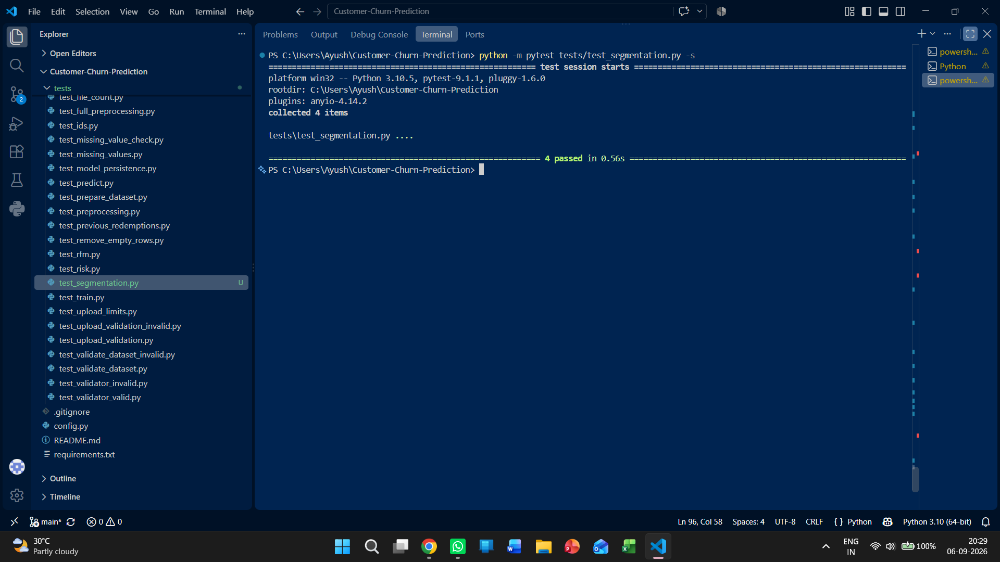 File Edit Selection View Go Run Terminal Help
Customer-Churn-Prediction
Explorer
Open Editors
Customer-Churn-Prediction
tests
test_file_count.py
test_full_preprocessing.py
test_ids.py
test_missing_value_check.py
test_missing_values.py
test_model_persistence.py
test_predict.py
test_prepare_dataset.py
test_preprocessing.py
test_previous_redemptions.py
test_remove_empty_rows.py
test_rfm.py
test_risk.py
test_segmentation.py U
test_train.py
test_upload_limits.py
test_upload_validation_invalid.py
test_upload_validation.py
test_validate_dataset_invalid.py
test_validate_dataset.py
test_validator_invalid.py
test_validator_valid.py
.gitignore
config.py
README.md
requirements.txt
Outline
Timeline
2
Problems Output Debug Console Terminal Ports
PS C:\Users\Ayush\Customer-Churn-Prediction> python -m pytest tests/test_segmentation.py -s
========================================================= test session starts ==========================================================
platform win32 -- Python 3.10.5, pytest-9.1.1, pluggy-1.6.0
rootdir: C:\Users\Ayush\Customer-Churn-Prediction
plugins: anyio-4.14.2
collected 4 items
tests\test_segmentation.py ....
========================================================== 4 passed in 0.56s ===========================================================
PS C:\Users\Ayush\Customer-Churn-Prediction>
powersh...
Python
powersh...
main* 0 0
Ln 96, Col 58 Spaces: 4 UTF-8 CRLF { } Python Python 3.10 (64-bit)
30°C
Partly cloudy
ENG
IN
100%
20:29
06-09-2026